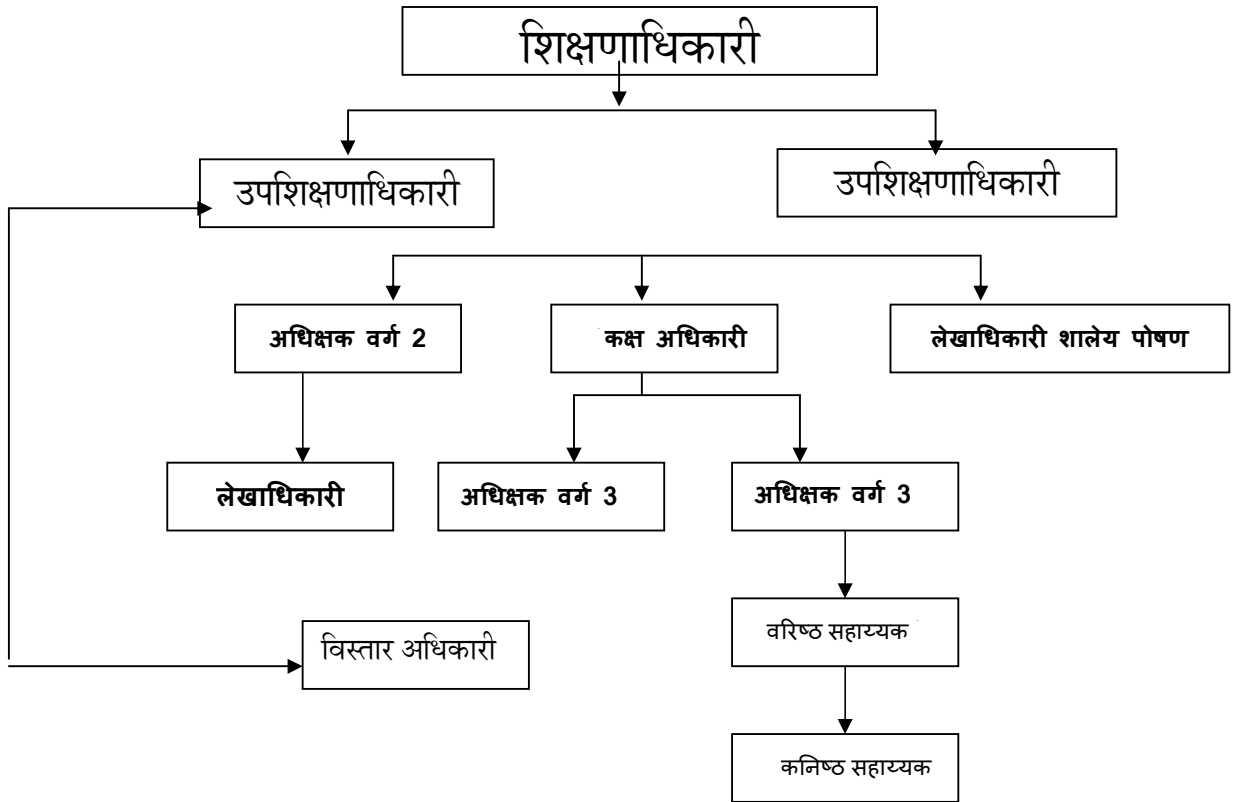 शिक्षणाधिकारी
उपशिक्षणाधिकारी
उपशिक्षणाधिकारी
अधिक्षक वर्ग 2
कक्ष अधिकारी
लेखाधिकारी शालेय पोषण
लेखाधिकारी
अधिक्षक वर्ग 3
अधिक्षक वर्ग 3
वरिष्ठ सहाय्यक
विस्तार अधिकारी
कनिष्ठ सहाय्यक